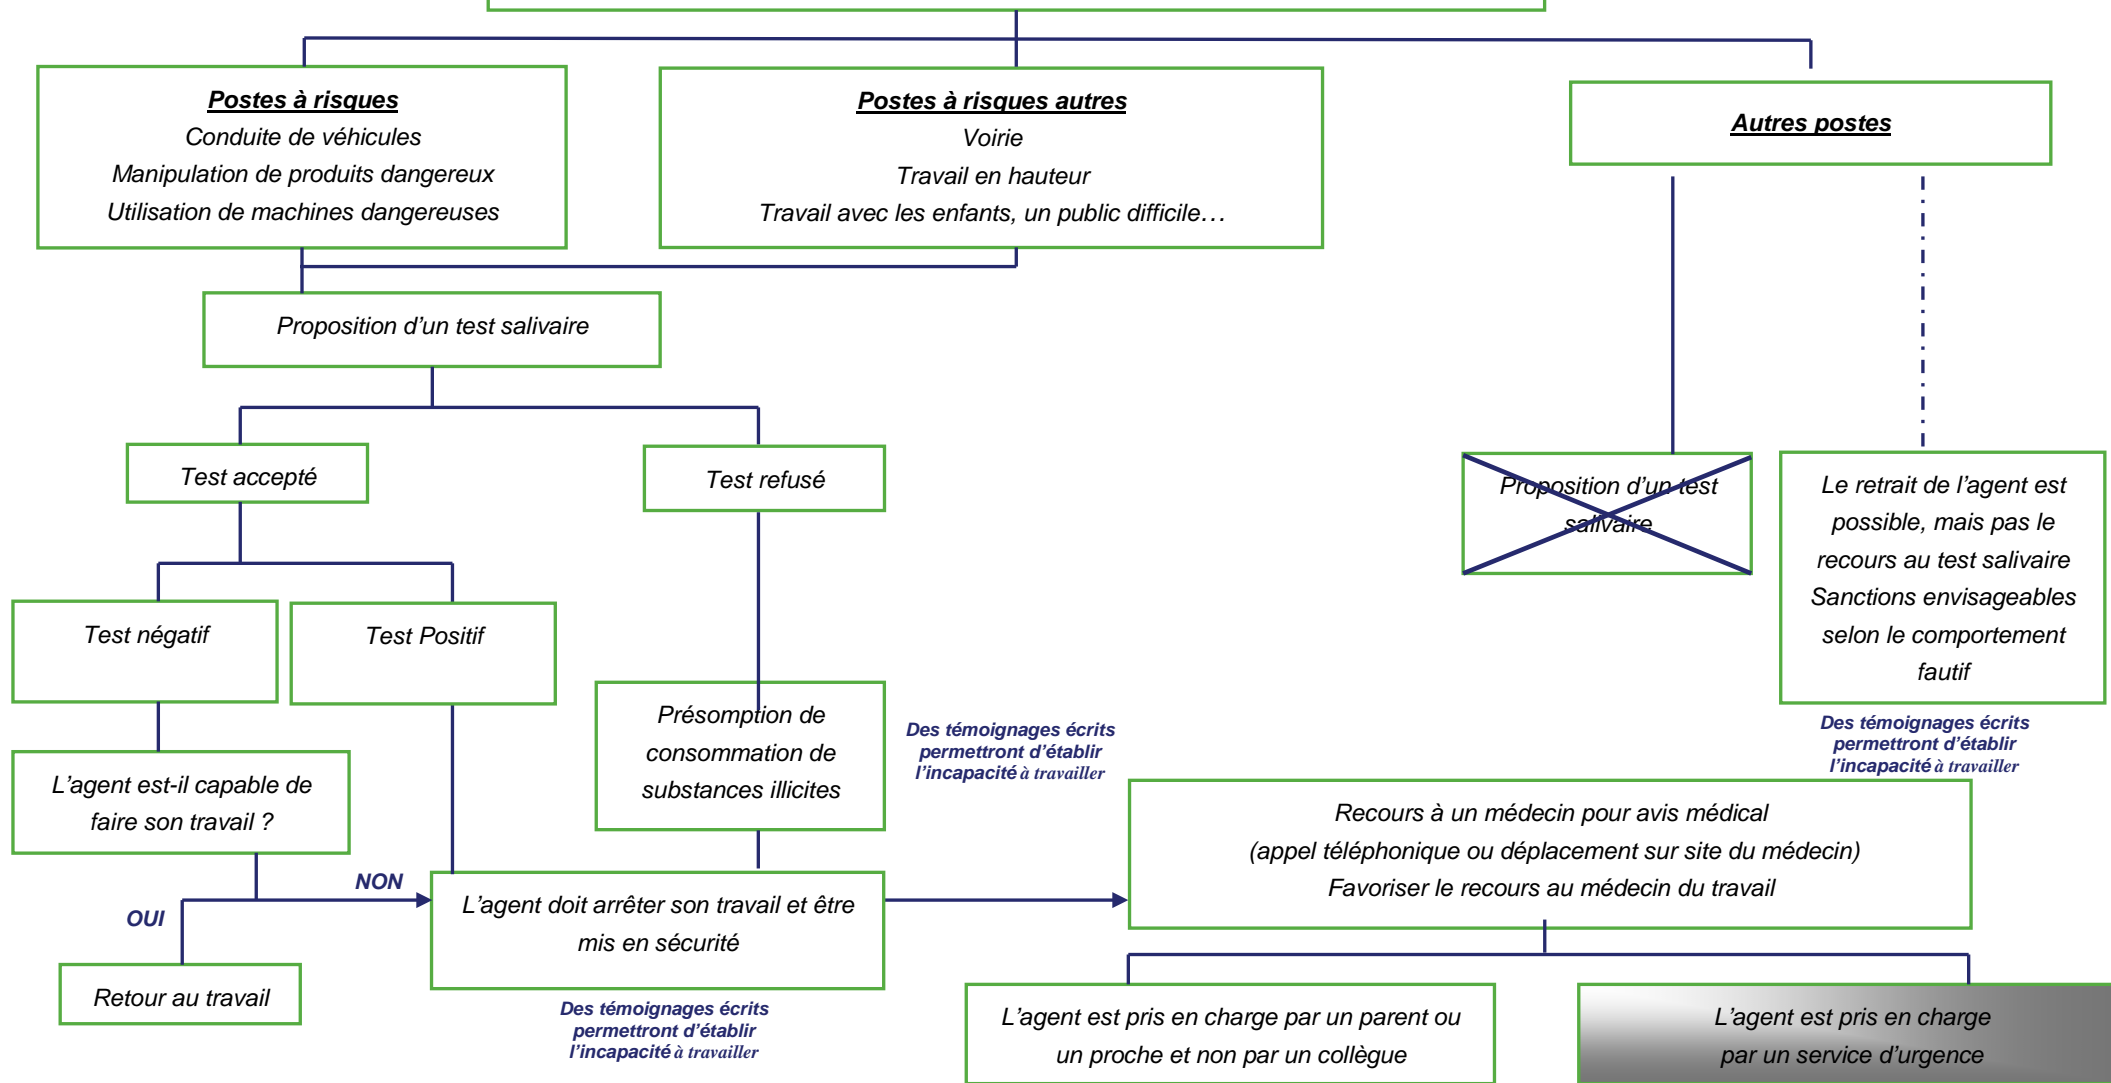 Postes à risques
Conduite de véhicules
Manipulation de produits dangereux
Utilisation de machines dangereuses
Postes à risques autres
Voirie
Travail en hauteur
Travail avec les enfants, un public difficile…
Autres postes
Proposition d’un test salivaire
Test accepté
Test refusé
Proposition d’un test
salivaire
Le retrait de l’agent est
possible, mais pas le
recours au test salivaire
Sanctions envisageables
selon le comportement
fautif
Test négatif
Test Positif
Présomption de
consommation de
substances illicites
Des témoignages écrits
permettront d’établir
l’incapacité à travailler
Des témoignages écrits
permettront d’établir
l’incapacité à travailler
L’agent est-il capable de
faire son travail ?
Recours à un médecin pour avis médical
(appel téléphonique ou déplacement sur site du médecin)
Favoriser le recours au médecin du travail
NON
OUI
L’agent doit arrêter son travail et être
mis en sécurité
Retour au travail
Des témoignages écrits
permettront d’établir
l’incapacité à travailler
L’agent est pris en charge par un parent ou
un proche et non par un collègue
L’agent est pris en charge
par un service d’urgence